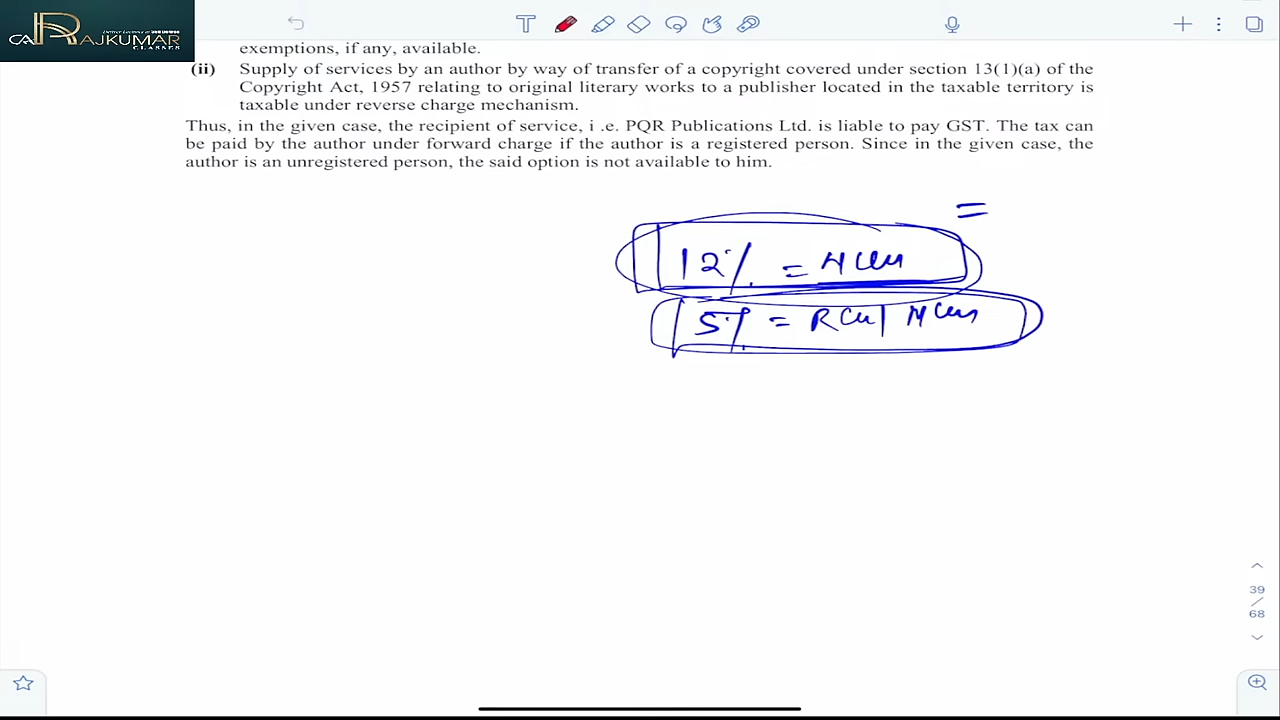 CA RAJKUMAR
CLASSES
exemptions, if any, available.
(ii) Supply of services by an author by way of transfer of a copyright covered under section 13(1)(a) of the
Copyright Act, 1957 relating to original literary works to a publisher located in the taxable territory is
taxable under reverse charge mechanism.
Thus, in the given case, the recipient of service, i .e. PQR Publications Ltd. is liable to pay GST. The tax can
be paid by the author under forward charge if the author is a registered person. Since in the given case, the
author is an unregistered person, the said option is not available to him.
=
12% =
5% =
39
/
68